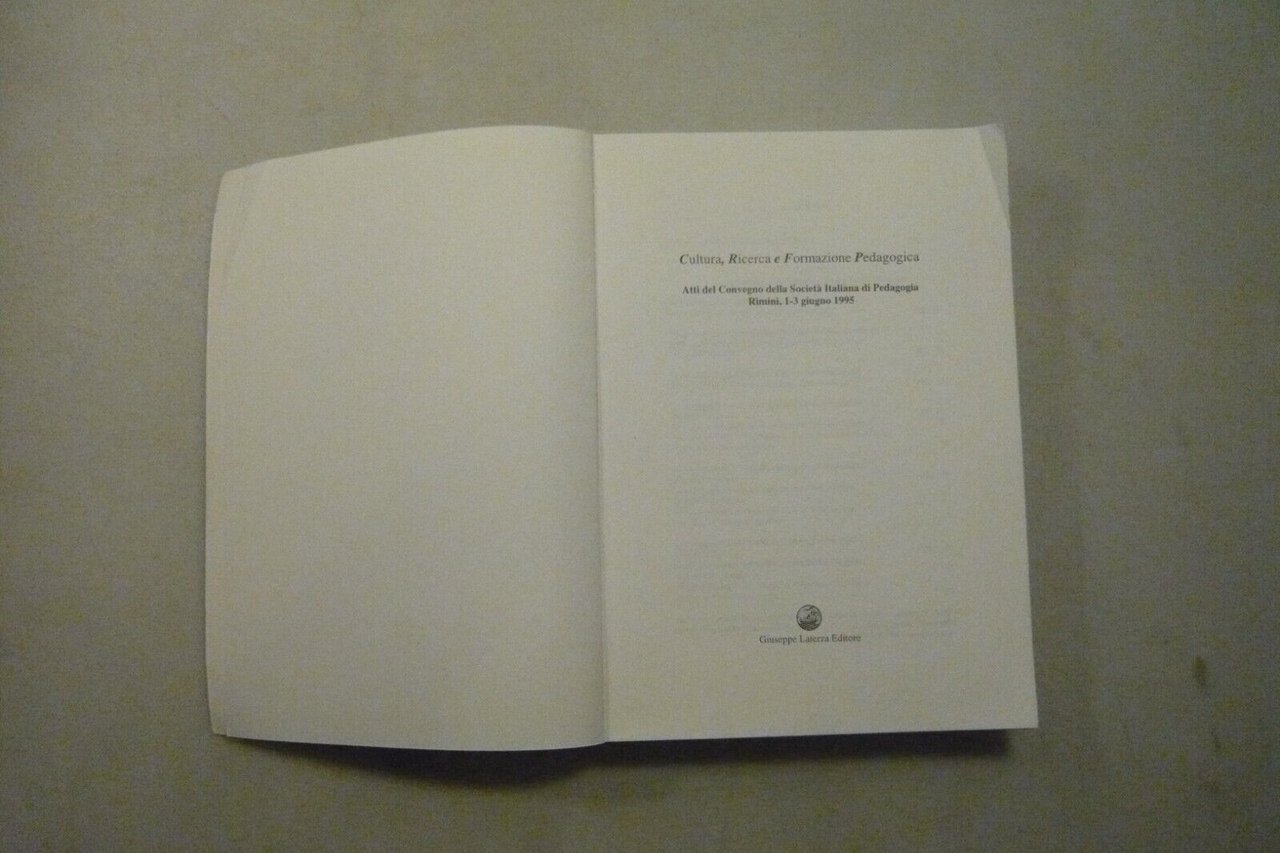 Cultura, Ricerca e Formazione Pedagogica
Atti del Convegno della Società Italiana di Pedagogia
Rimini, 1-3 giugno 1995
Giuseppe Laterza Editore